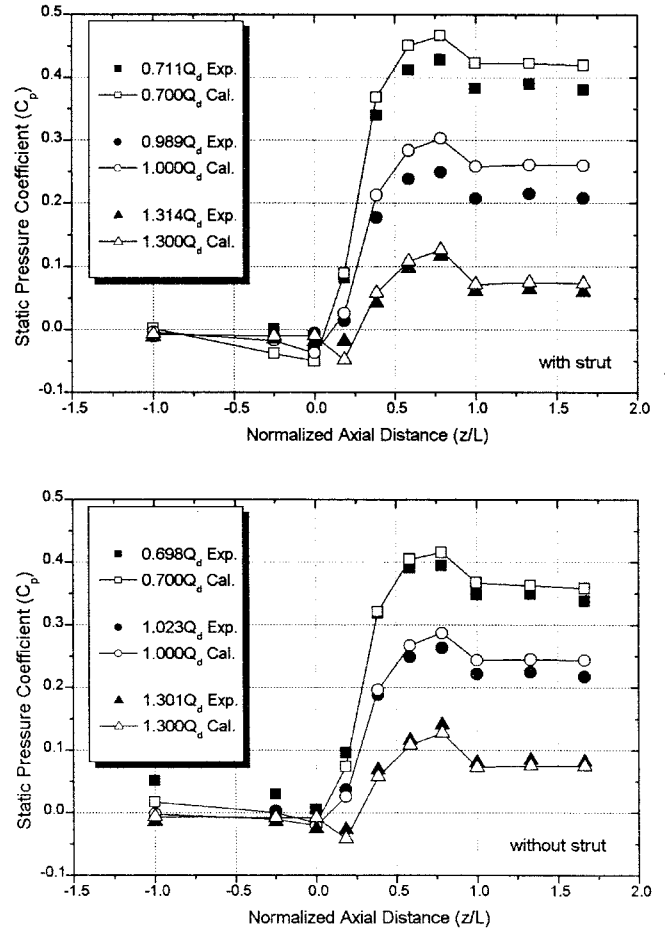 0.5
0.4
0.3
0.2
0.1
0.0
-0.1
Static Pressure Coefficient (Cp)
0.711Qd Exp.
0.700Qd Cal.
0.989Qd Exp.
1.000Qd Cal.
1.314Qd Exp.
1.300Qd Cal.
with strut
-1.5 -1.0 -0.5 0.0 0.5 1.0 1.5 2.0
Normalized Axial Distance (z/L)
0.5
0.4
0.3
0.2
0.1
0.0
-0.1
Static Pressure Coefficient (Cp)
0.698Qd Exp.
0.700Qd Cal.
1.023Qd Exp.
1.000Qd Cal.
1.301Qd Exp.
1.300Qd Cal.
without strut
-1.5 -1.0 -0.5 0.0 0.5 1.0 1.5 2.0
Normalized Axial Distance (z/L)